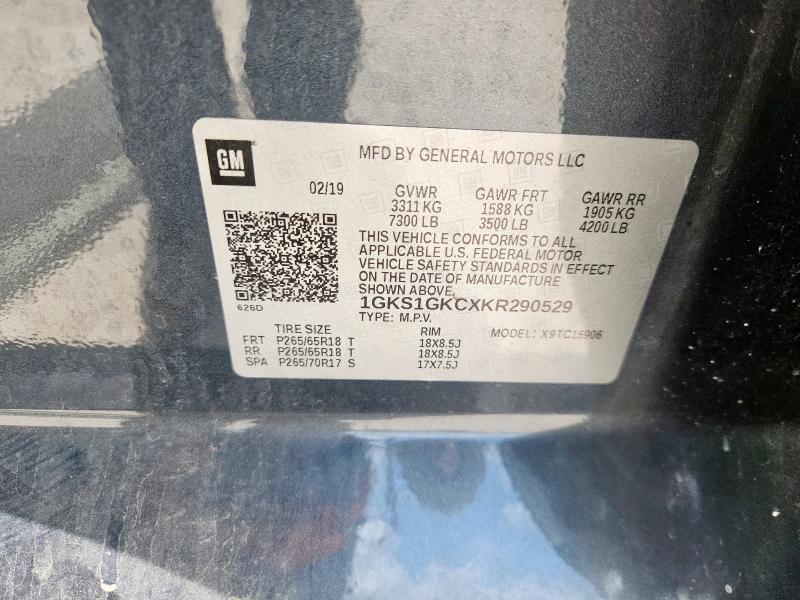 GM
MFD BY GENERAL MOTORS LLC
02/19
GVWR GAWR FRT GAWR RR
3311 KG 1588 KG 1905 KG
7300 LB 3500 LB 4200 LB
THIS VEHICLE CONFORMS TO ALL
APPLICABLE U.S. FEDERAL MOTOR
VEHICLE SAFETY STANDARDS IN EFFECT
ON THE DATE OF MANUFACTURE
SHOWN ABOVE.
626D
1GKS1GKCXKR290529
TYPE: M.P.V.
TIRE SIZE RIM MODEL: X9TC15906
FRT P265/65R18 T 18X8.5J
RR P265/65R18 T 18X8.5J
SPA P265/70R17 S 17X7.5J